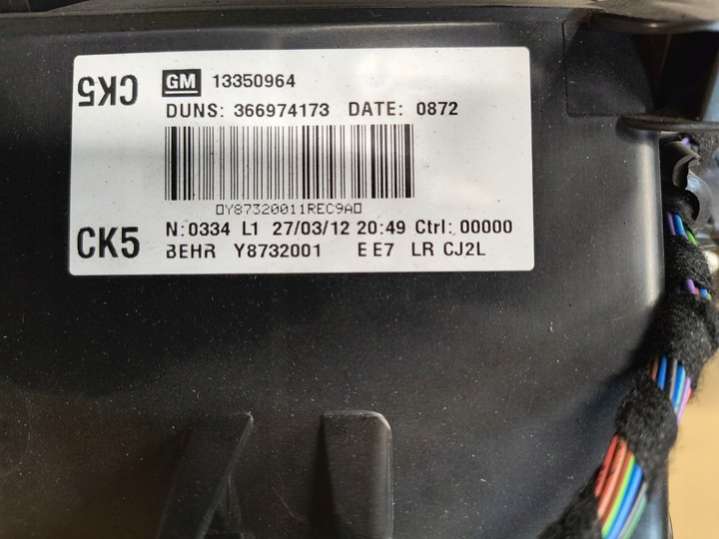 CK5 GM 13350964
DUNS: 366974173 DATE: 0872
Y87320011REC9A
CK5 N:0334 L1 27/03/12 20:49 Ctrl: 00000
BEHR Y8732001 E E7 LR CJ2L